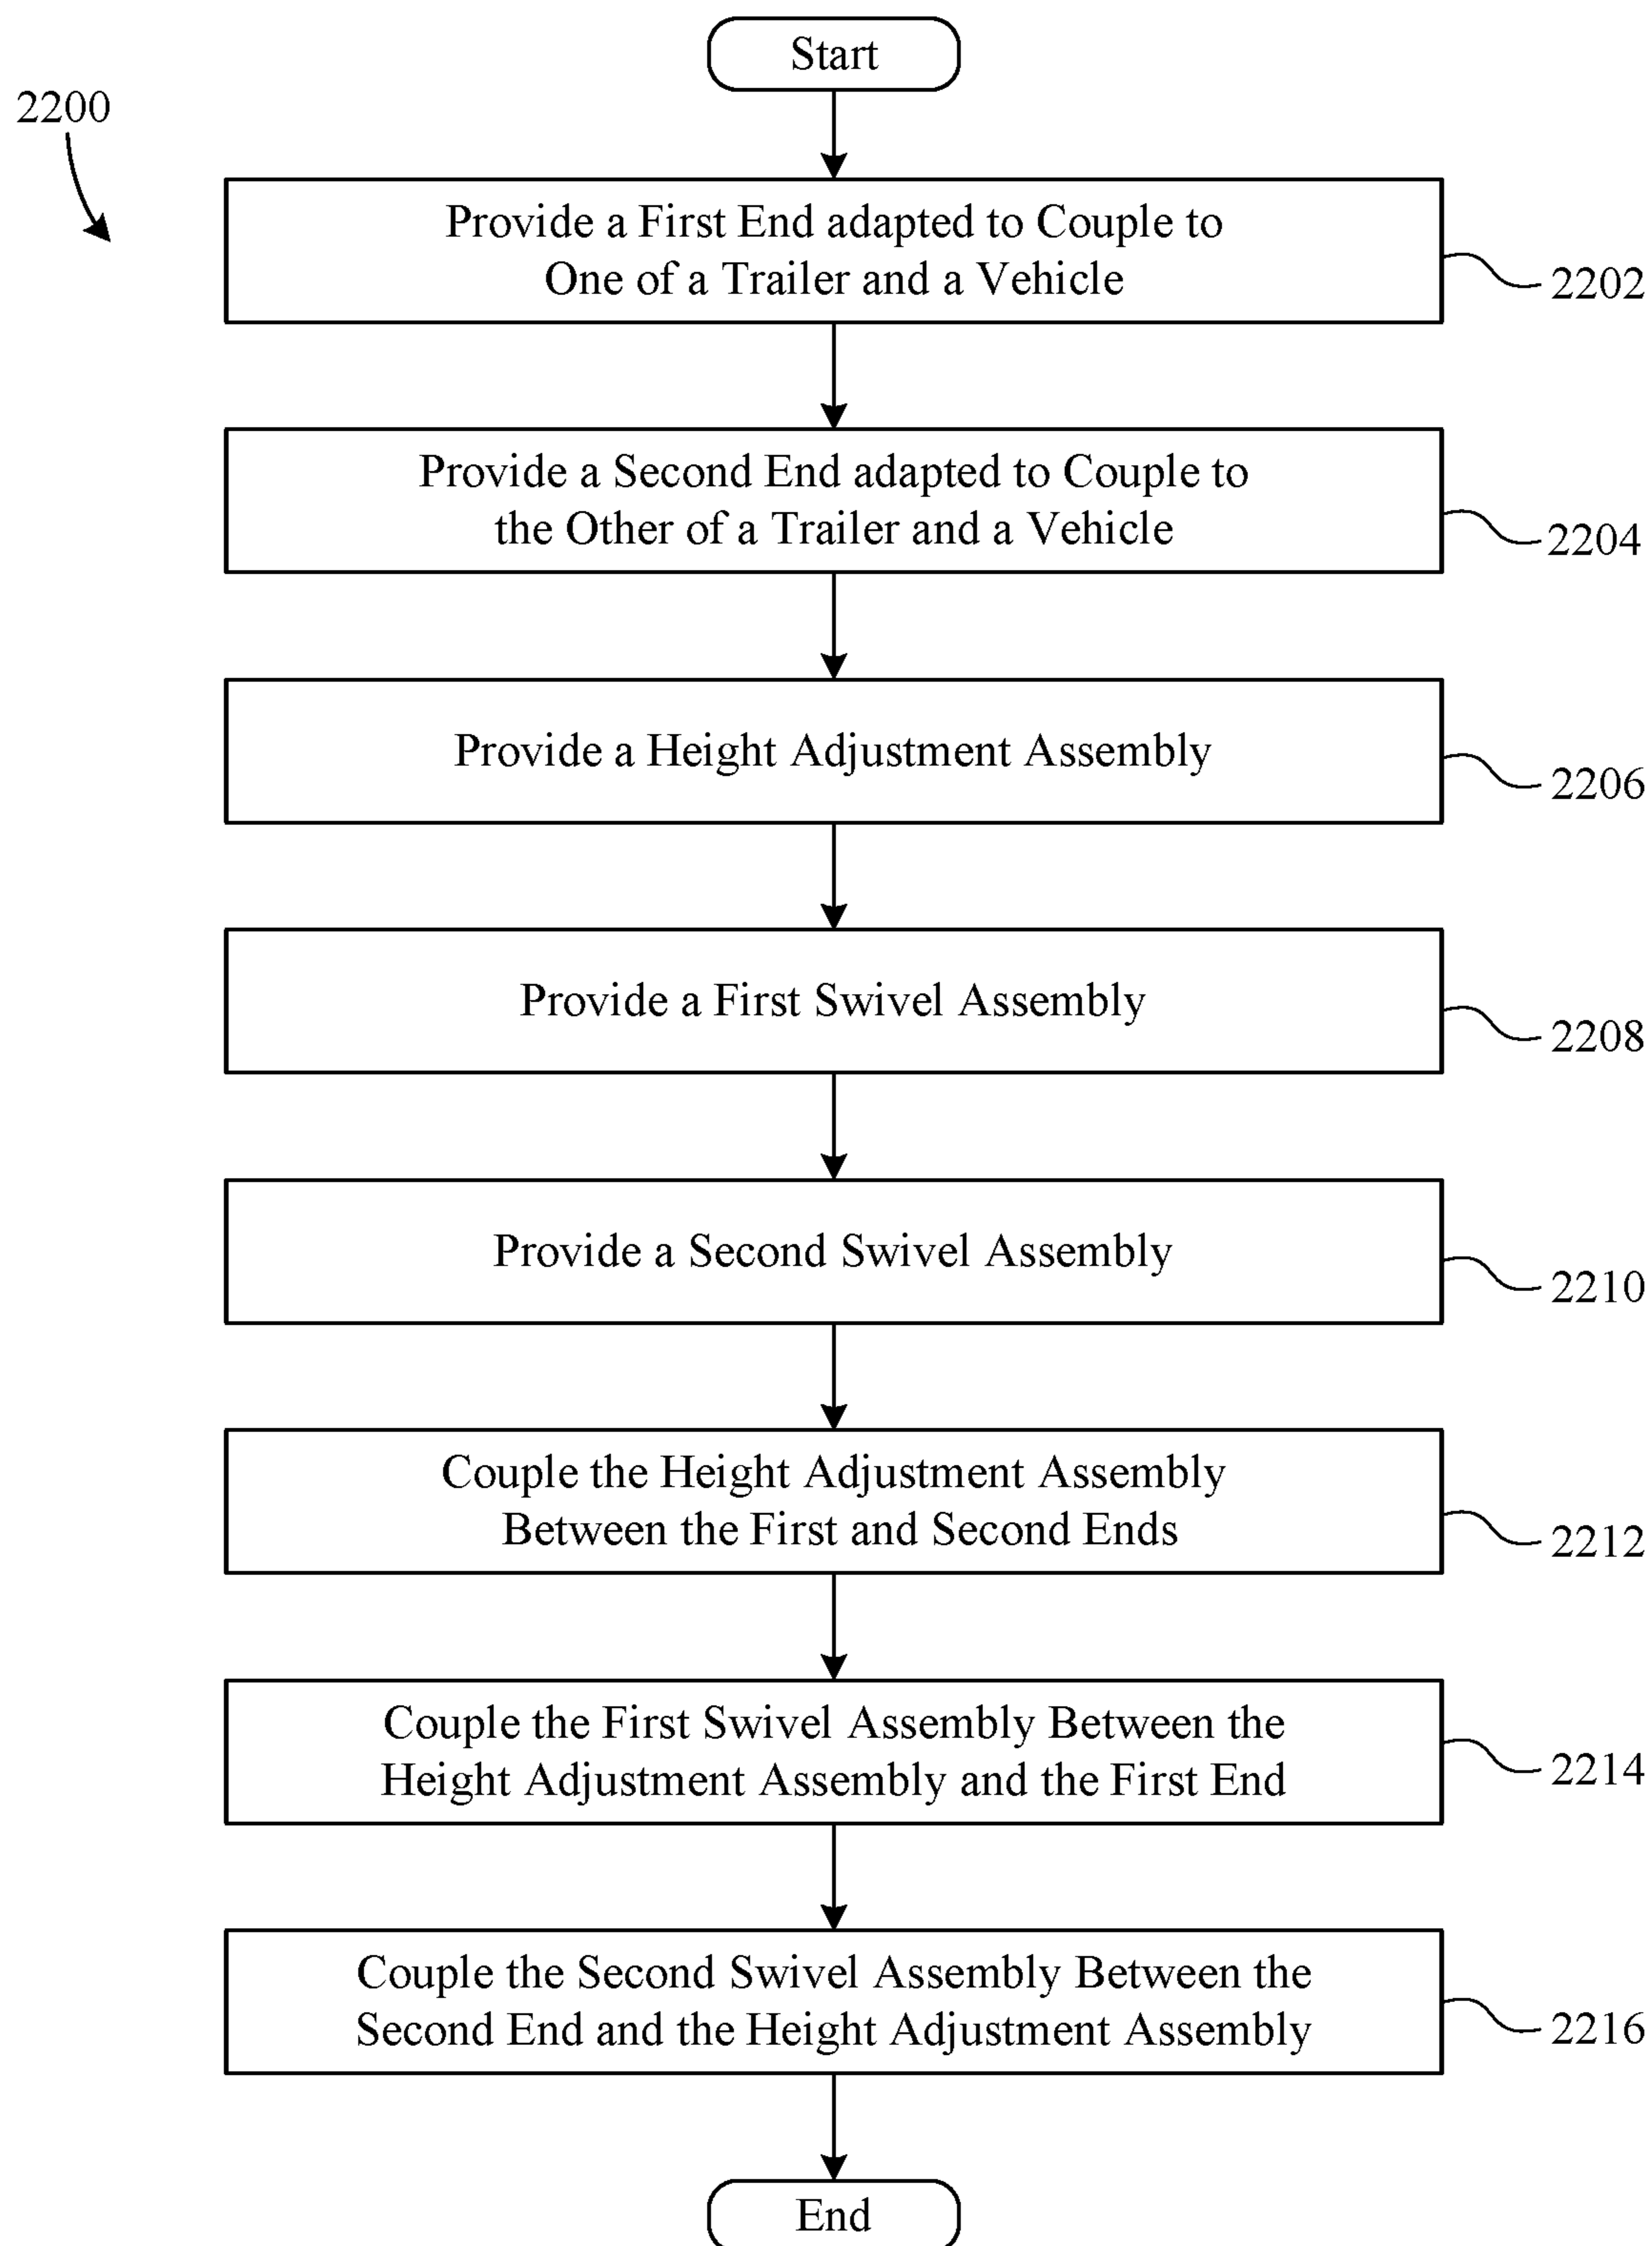 Start
2200
Provide a First End adapted to Couple to
One of a Trailer and a Vehicle
2202
Provide a Second End adapted to Couple to
the Other of a Trailer and a Vehicle
2204
Provide a Height Adjustment Assembly
2206
Provide a First Swivel Assembly
2208
Provide a Second Swivel Assembly
2210
Couple the Height Adjustment Assembly
Between the First and Second Ends
2212
Couple the First Swivel Assembly Between the
Height Adjustment Assembly and the First End
2214
Couple the Second Swivel Assembly Between the
Second End and the Height Adjustment Assembly
2216
End